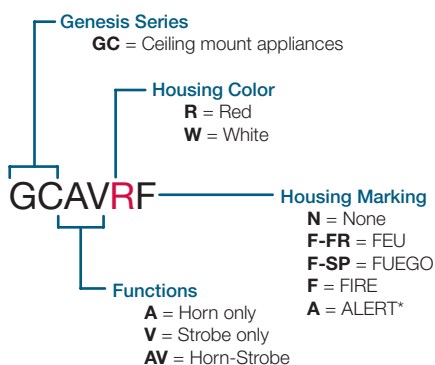 Genesis Series
GC = Ceiling mount appliances
Housing Color
R = Red
W = White
GCAVRF
Housing Marking
N = None
F-FR = FEU
F-SP = FUEGO
F = FIRE
A = ALERT*
Functions
A = Horn only
V = Strobe only
AV = Horn-Strobe